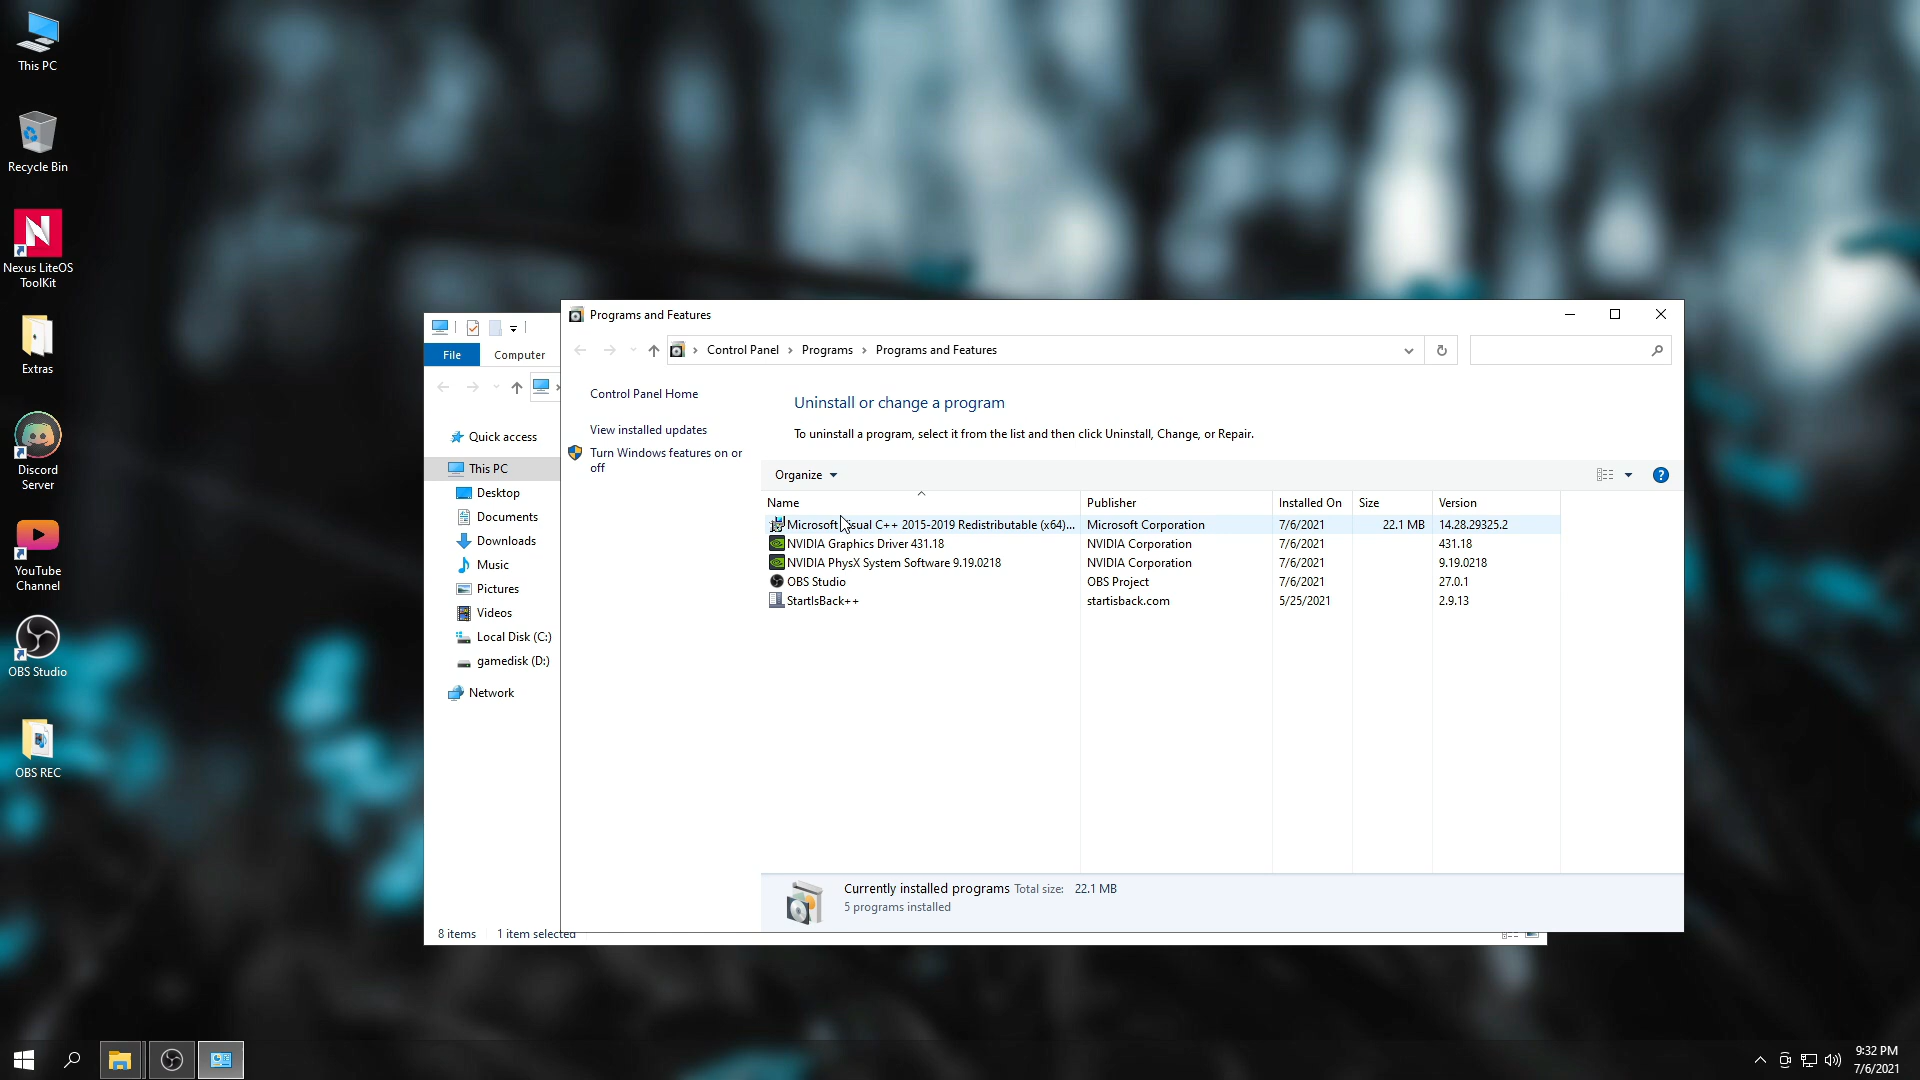 This PC
Recycle Bin
Nexus LiteOS
ToolKit
Extras
Discord
Server
YouTube
Channel
OBS Studio
OBS REC
File
Computer
Quick access
This PC
Desktop
Documents
Downloads
Music
Pictures
Videos
Local Disk (C:)
gamedisk (D:)
Network
8 items
1 item selected
Programs and Features
Control Panel
Programs
Programs and Features
Control Panel Home
View installed updates
Turn Windows features on or
off
Uninstall or change a program
To uninstall a program, select it from the list and then click Uninstall, Change, or Repair.
Organize
Name Publisher Installed On Size Version
Microsoft Visual C++ 2015-2019 Redistributable (x64)... Microsoft Corporation 7/6/2021 22.1 MB 14.28.29325.2
NVIDIA Graphics Driver 431.18 NVIDIA Corporation 7/6/2021 431.18
NVIDIA PhysX System Software 9.19.0218 NVIDIA Corporation 7/6/2021 9.19.0218
OBS Studio OBS Project 7/6/2021 27.0.1
StartIsBack++ startisback.com 5/25/2021 2.9.13
Currently installed programs Total size: 22.1 MB
5 programs installed
9:32 PM
7/6/2021